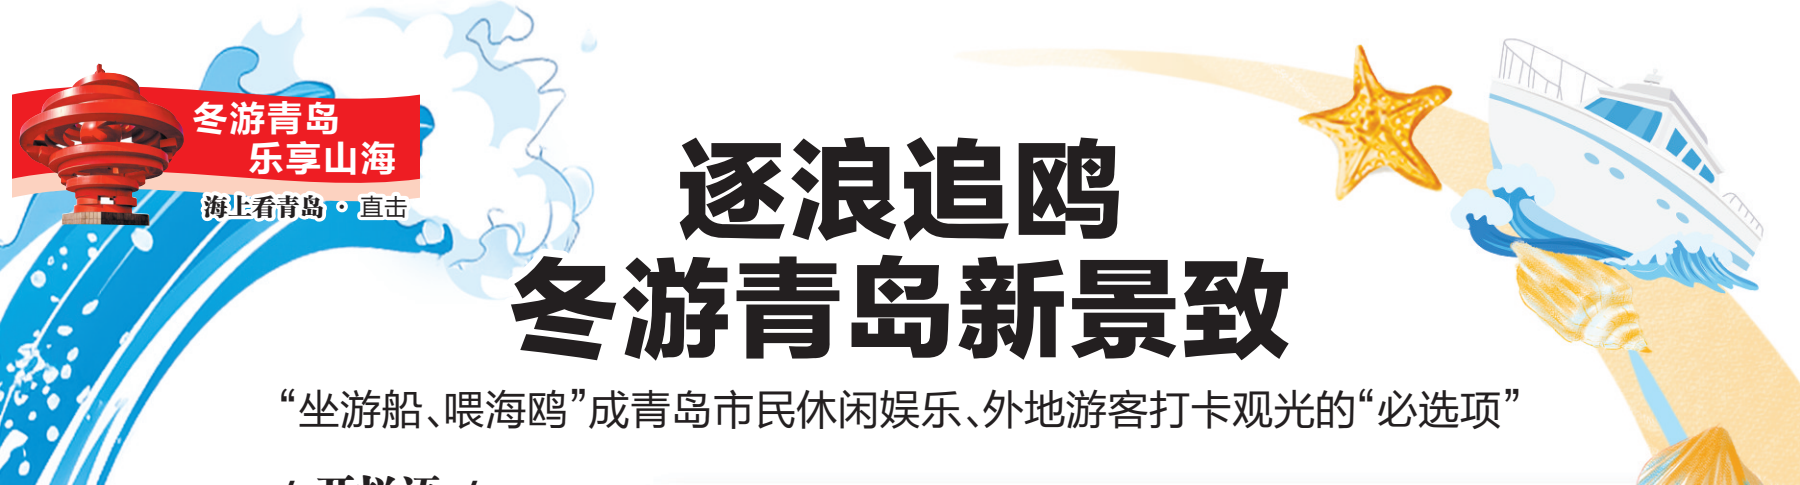 冬游青岛
乐享山海
海上看青岛·直击
逐浪追鸥
冬游青岛新景致
“坐游船、喂海鸥”成青岛市民休闲娱乐、外地游客打卡观光的“必选项”